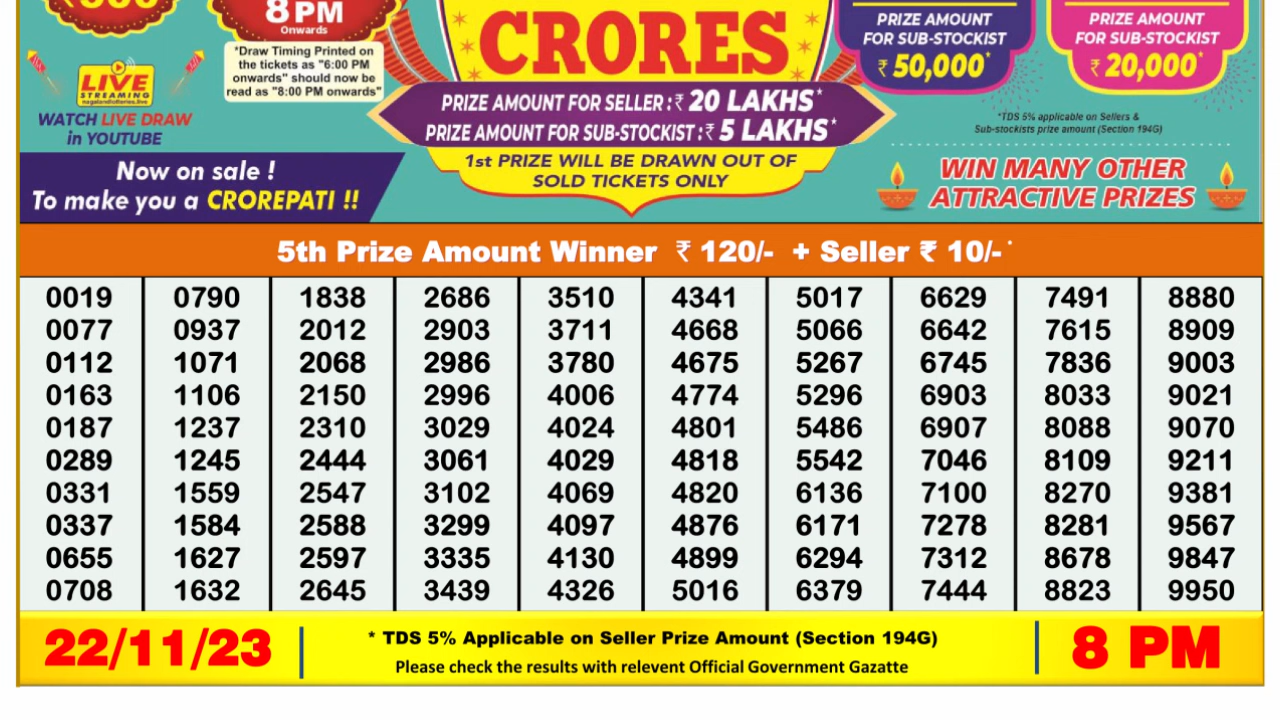 8 PM
Onwards
*Draw Timing Printed on
the tickets as "6:00 PM
onwards" should now be
read as "8:00 PM onwards"
LIVE
STREAMING
nagalandlotteries.live
WATCH LIVE DRAW
in YOUTUBE
Now on sale !
To make you a CROREPATI !!
CRORES
PRIZE AMOUNT FOR SELLER : ₹ 20 LAKHS*
PRIZE AMOUNT FOR SUB-STOCKIST : ₹ 5 LAKHS*
1st PRIZE WILL BE DRAWN OUT OF
SOLD TICKETS ONLY
PRIZE AMOUNT
FOR SUB-STOCKIST
₹ 50,000*
PRIZE AMOUNT
FOR SUB-STOCKIST
₹ 20,000*
*TDS 5% applicable on Sellers &
Sub-stockists prize amount (Section 194G)
WIN MANY OTHER
ATTRACTIVE PRIZES
5th Prize Amount Winner ₹ 120/- + Seller ₹ 10/-*
0019 0790 1838 2686 3510 4341 5017 6629 7491 8880
0077 0937 2012 2903 3711 4668 5066 6642 7615 8909
0112 1071 2068 2986 3780 4675 5267 6745 7836 9003
0163 1106 2150 2996 4006 4774 5296 6903 8033 9021
0187 1237 2310 3029 4024 4801 5486 6907 8088 9070
0289 1245 2444 3061 4029 4818 5542 7046 8109 9211
0331 1559 2547 3102 4069 4820 6136 7100 8270 9381
0337 1584 2588 3299 4097 4876 6171 7278 8281 9567
0655 1627 2597 3335 4130 4899 6294 7312 8678 9847
0708 1632 2645 3439 4326 5016 6379 7444 8823 9950
22/11/23
* TDS 5% Applicable on Seller Prize Amount (Section 194G)
Please check the results with relevent Official Government Gazatte
8 PM